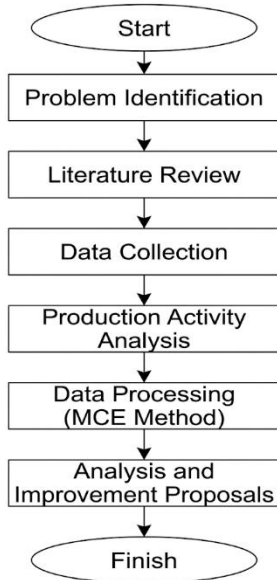 Start
Problem Identification
Literature Review
Data Collection
Production Activity
Analysis
Data Processing
(MCE Method)
Analysis and
Improvement Proposals
Finish